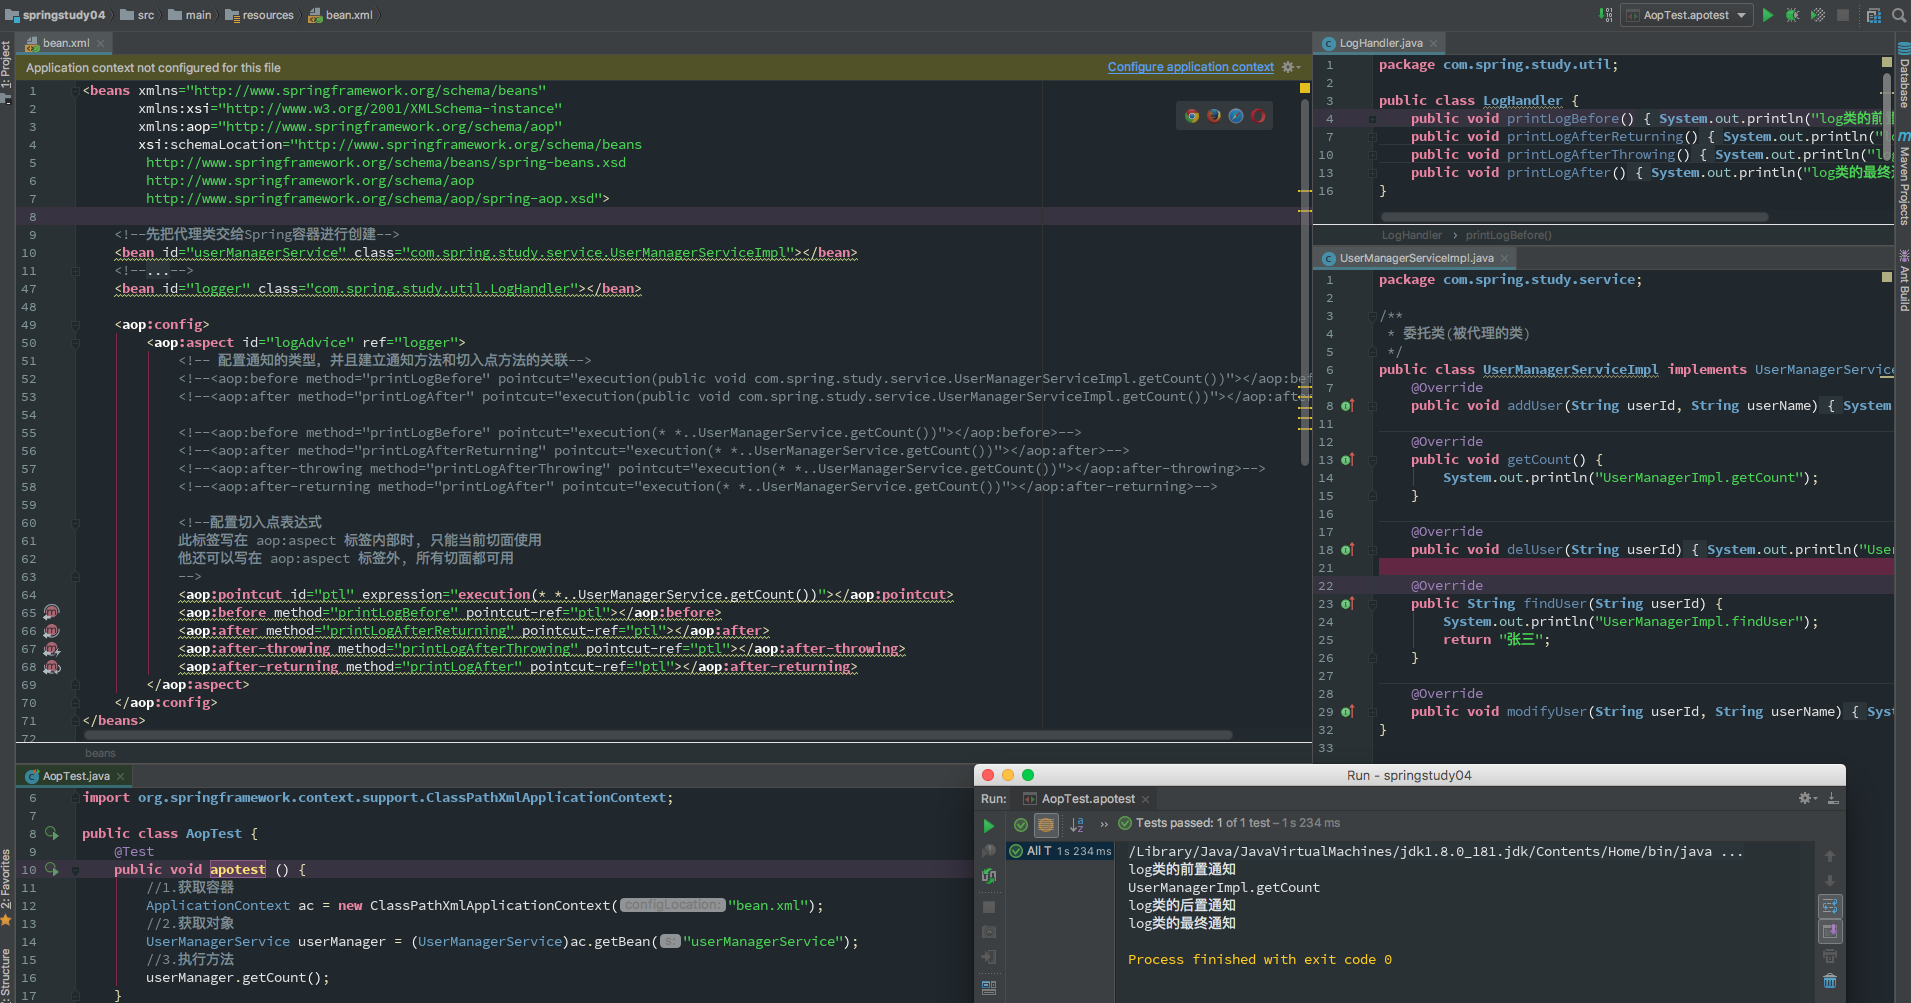 springstudy04 src main resources bean.xml
AopTest.apotest
1: Project
bean.xml
Application context not configured for this file
Configure application context
1 <beans xmlns="http://www.springframework.org/schema/beans"
2 xmlns:xsi="http://www.w3.org/2001/XMLSchema-instance"
3 xmlns:aop="http://www.springframework.org/schema/aop"
4 xsi:schemaLocation="http://www.springframework.org/schema/beans
5 http://www.springframework.org/schema/beans/spring-beans.xsd
6 http://www.springframework.org/schema/aop
7 http://www.springframework.org/schema/aop/spring-aop.xsd">
8
9 <!--先把代理类交给Spring容器进行创建-->
10 <bean id="userManagerService" class="com.spring.study.service.UserManagerServiceImpl"></bean>
11 <!--...-->
47 <bean id="logger" class="com.spring.study.util.LogHandler"></bean>
48
49 <aop:config>
50 <aop:aspect id="logAdvice" ref="logger">
51 <!-- 配置通知的类型，并且建立通知方法和切入点方法的关联-->
52 <!--<aop:before method="printLogBefore" pointcut="execution(public void com.spring.study.service.UserManagerServiceImpl.getCount())"></aop:bef
53 <!--<aop:after method="printLogAfter" pointcut="execution(public void com.spring.study.service.UserManagerServiceImpl.getCount())"></aop:after
54
55 <!--<aop:before method="printLogBefore" pointcut="execution(* *..UserManagerService.getCount())"></aop:before>-->
56 <!--<aop:after method="printLogAfterReturning" pointcut="execution(* *..UserManagerService.getCount())"></aop:after>-->
57 <!--<aop:after-throwing method="printLogAfterThrowing" pointcut="execution(* *..UserManagerService.getCount())"></aop:after-throwing>-->
58 <!--<aop:after-returning method="printLogAfter" pointcut="execution(* *..UserManagerService.getCount())"></aop:after-returning>-->
59
60 <!--配置切入点表达式
61 此标签写在 aop:aspect 标签内部时, 只能当前切面使用
62 他还可以写在 aop:aspect 标签外, 所有切面都可用
63 -->
64 <aop:pointcut id="ptl" expression="execution(* *..UserManagerService.getCount())"></aop:pointcut>
65 <aop:before method="printLogBefore" pointcut-ref="ptl"></aop:before>
66 <aop:after method="printLogAfterReturning" pointcut-ref="ptl"></aop:after>
67 <aop:after-throwing method="printLogAfterThrowing" pointcut-ref="ptl"></aop:after-throwing>
68 <aop:after-returning method="printLogAfter" pointcut-ref="ptl"></aop:after-returning>
69 </aop:aspect>
70 </aop:config>
71 </beans>
72
beans
LogHandler.java
1 package com.spring.study.util;
2
3 public class LogHandler {
4 public void printLogBefore() { System.out.println("log类的前
7 public void printLogAfterReturning() { System.out.println("
10 public void printLogAfterThrowing() { System.out.println("
13 public void printLogAfter() { System.out.println("log类的最终
16 }
LogHandler › printLogBefore()
UserManagerServiceImpl.java
1 package com.spring.study.service;
2
3 /**
4 * 委托类(被代理的类)
5 */
6 public class UserManagerServiceImpl implements UserManagerService
7 @Override
8 public void addUser(String userId, String userName) { System
11
12 @Override
13 public void getCount() {
14 System.out.println("UserManagerImpl.getCount");
15 }
16
17 @Override
18 public void delUser(String userId) { System.out.println("User
21
22 @Override
23 public String findUser(String userId) {
24 System.out.println("UserManagerImpl.findUser");
25 return "张三";
26 }
27
28 @Override
29 public void modifyUser(String userId, String userName) { Syst
32 }
33
Database
Maven Projects
Ant Build
AopTest.java
6 import org.springframework.context.support.ClassPathXmlApplicationContext;
7
8 public class AopTest {
9 @Test
10 public void apotest () {
11 //1.获取容器
12 ApplicationContext ac = new ClassPathXmlApplicationContext( configLocation: "bean.xml");
13 //2.获取对象
14 UserManagerService userManager = (UserManagerService)ac.getBean( s: "userManagerService");
15 //3.执行方法
16 userManager.getCount();
17 }
2: Favorites
Structure
Run - springstudy04
Run: AopTest.apotest
Tests passed: 1 of 1 test – 1 s 234 ms
All T 1 s 234 ms
/Library/Java/JavaVirtualMachines/jdk1.8.0_181.jdk/Contents/Home/bin/java ...
log类的前置通知
UserManagerImpl.getCount
log类的后置通知
log类的最终通知
Process finished with exit code 0